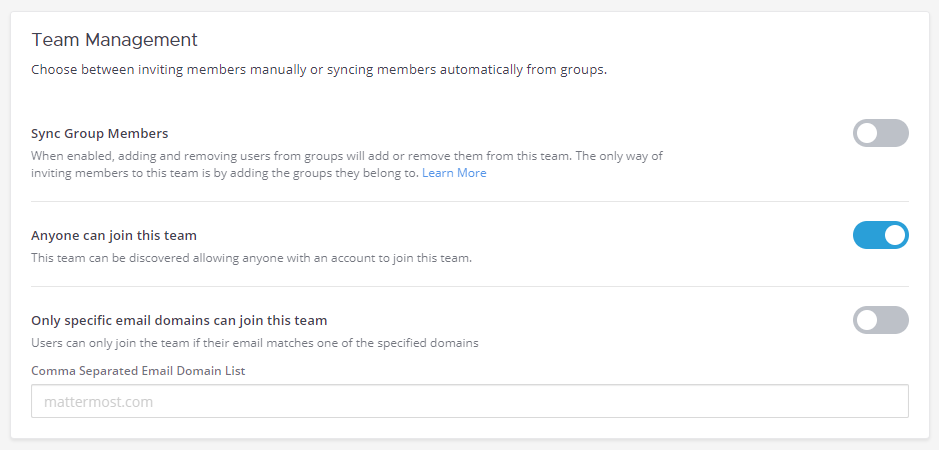 Team Management
Choose between inviting members manually or syncing members automatically from groups.
Sync Group Members
When enabled, adding and removing users from groups will add or remove them from this team. The only way of
inviting members to this team is by adding the groups they belong to. Learn More
Anyone can join this team
This team can be discovered allowing anyone with an account to join this team.
Only specific email domains can join this team
Users can only join the team if their email matches one of the specified domains
Comma Separated Email Domain List
mattermost.com